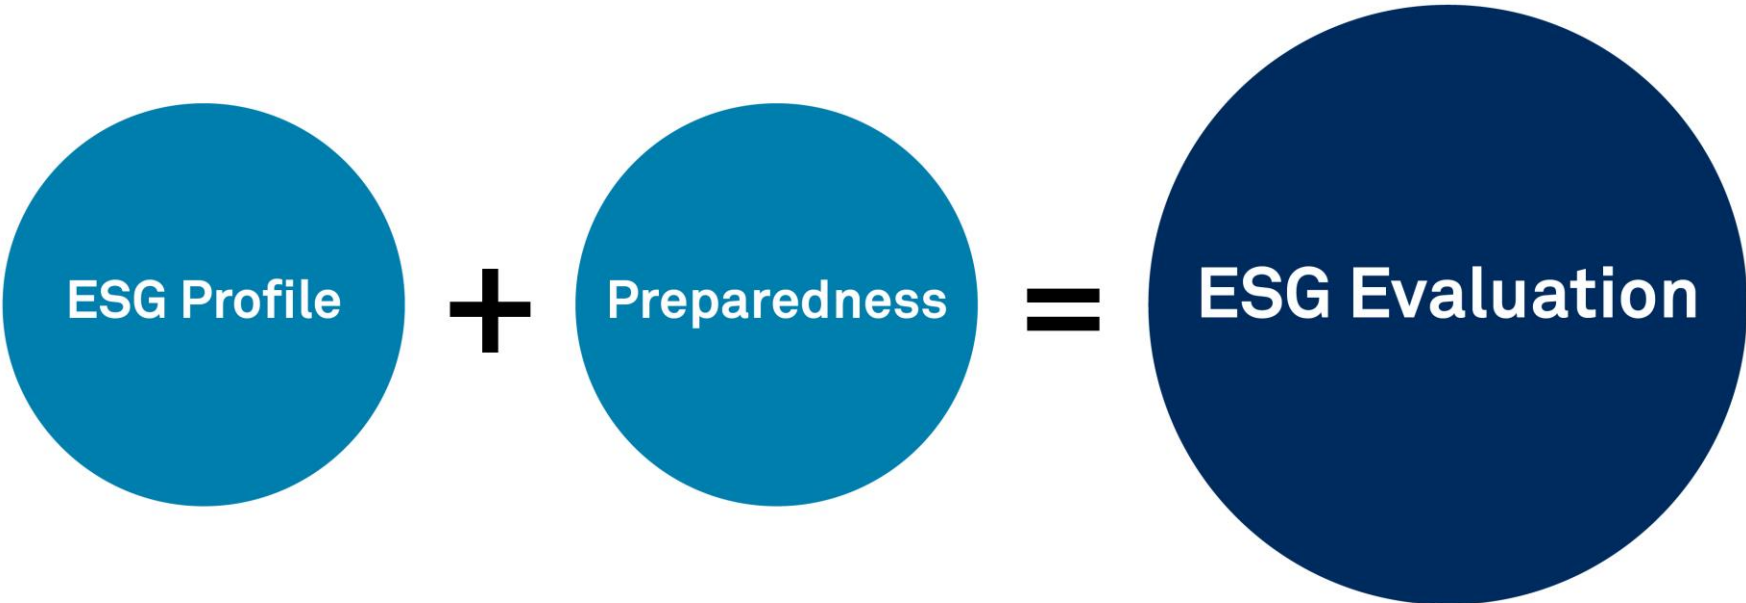 ESG Profile
+
Preparedness
=
ESG Evaluation